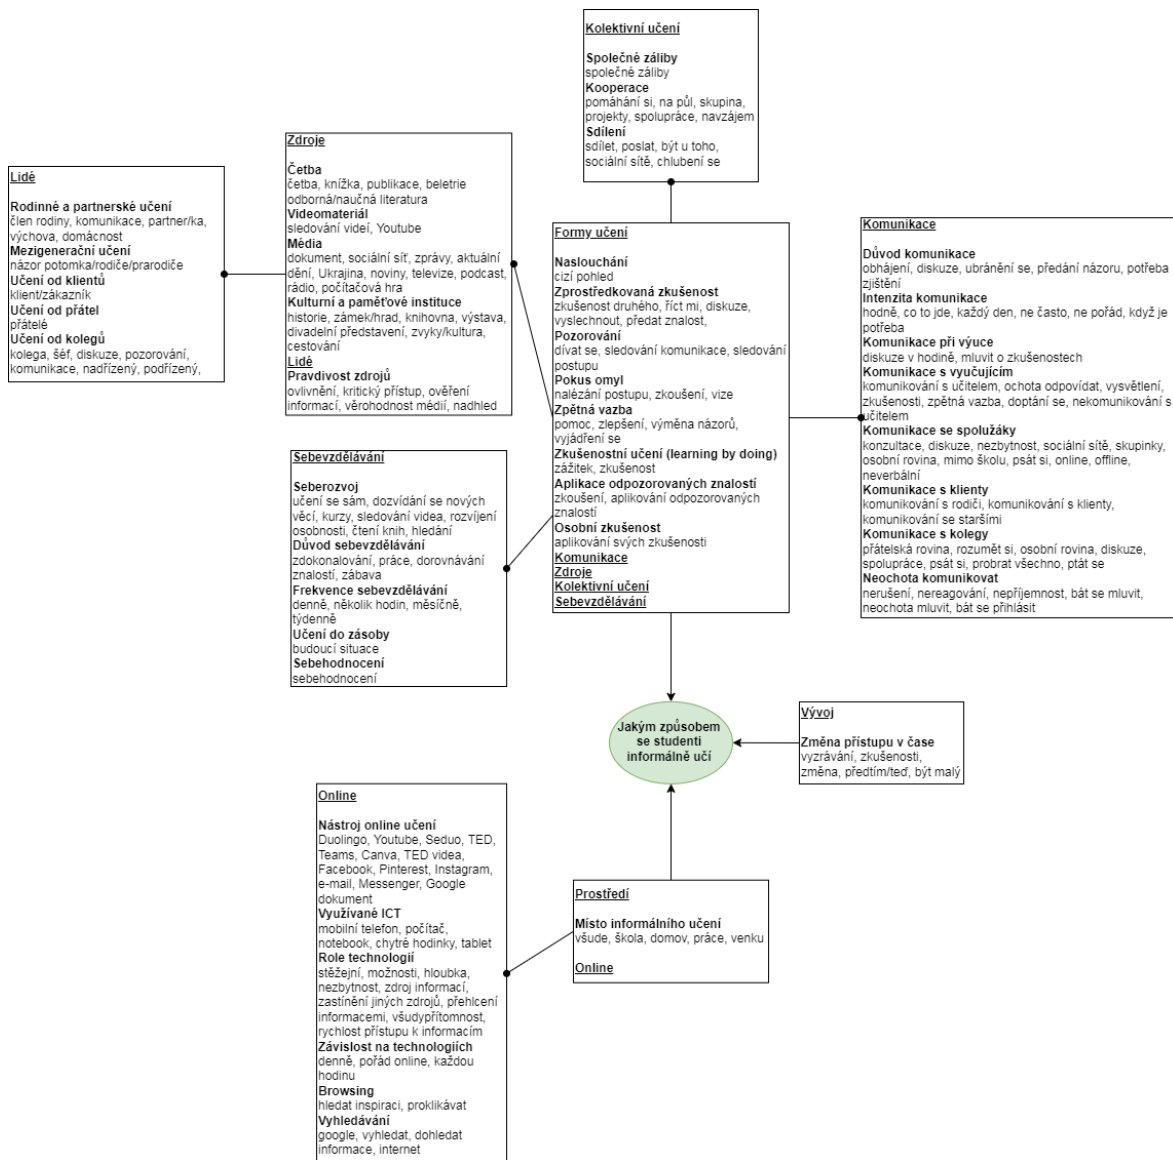 Kolektivní učení
Společné záliby
společné záliby
Kooperace
pomáhání si, na půl, skupina,
projekty, spolupráce, navzájem
Sdílení
sdílet, poslat, být u toho,
sociální sítě, chlubení se
Zdroje
Četba
četba, knížka, publikace, beletrie
odborná/naučná literatura
Videomateriál
sledování videí, Youtube
Média
dokument, sociální síť, zprávy, aktuální
dění, Ukrajina, noviny, televize, podcast,
rádio, počítačová hra
Kulturní a paměťové instituce
historie, zámek/hrad, knihovna, výstava,
divadelní představení, zvyky/kultura,
cestování
Lidé
Pravdivost zdrojů
ovlivnění, kritický přístup, ověření
informací, věrohodnost médií, nadhled
Lidé
Rodinné a partnerské učení
člen rodiny, komunikace, partner/ka,
výchova, domácnost
Mezigenerační učení
názor potomka/rodiče/prarodiče
Učení od klientů
klient/zákazník
Učení od přátel
přátelé
Učení od kolegů
kolega, šéf, diskuze, pozorování,
komunikace, nadřízený, podřízený,
Formy učení
Naslouchání
cizí pohled
Zprostředkovaná zkušenost
zkušenost druhého, říct mi, diskuze,
vyslechnout, předat znalost,
Pozorování
dívat se, sledování komunikace, sledování
postupu
Pokus omyl
nalézání postupu, zkoušení, vize
Zpětná vazba
pomoc, zlepšení, výměna názorů,
vyjádření se
Zkušenostní učení (learning by doing)
zážitek, zkušenost
Aplikace odpozorovaných znalostí
zkoušení, aplikování odpozorovaných
znalostí
Osobní zkušenost
aplikování svých zkušenosti
Komunikace
Zdroje
Kolektivní učení
Sebevzdělávání
Komunikace
Důvod komunikace
obhájení, diskuze, ubránění se, předání názoru, potřeba
zjištění
Intenzita komunikace
hodně, co to jde, každý den, ne často, ne pořád, když je
potřeba
Komunikace při výuce
diskuze v hodině, mluvit o zkušenostech
Komunikace s vyučujícím
komunikování s učitelem, ochota odpovídat, vysvětlení,
zkušenosti, zpětná vazba, doptání se, nekomunikování s
učitelem
Komunikace se spolužáky
konzultace, diskuze, nezbytnost, sociální sítě, skupinky,
osobní rovina, mimo školu, psát si, online, offline,
neverbální
Komunikace s klienty
komunikování s rodiči, komunikování s klienty,
komunikování se staršími
Komunikace s kolegy
přátelská rovina, rozumět si, osobní rovina, diskuze,
spolupráce, psát si, probrat všechno, ptát se
Neochota komunikovat
nerušení, nereagování, nepříjemnost, bát se mluvit,
neochota mluvit, bát se přihlásit
Sebevzdělávání
Seberozvoj
učení se sám, dozvídání se nových
věcí, kurzy, sledování videa, rozvíjení
osobnosti, čtení knih, hledání
Důvod sebevzdělávání
zdokonalování, práce, dorovnávání
znalostí, zábava
Frekvence sebevzdělávání
denně, několik hodin, měsíčně,
týdenně
Učení do zásoby
budoucí situace
Sebehodnocení
sebehodnocení
Jakým způsobem
se studenti
informálně učí
Vývoj
Změna přístupu v čase
vyzrávání, zkušenosti,
změna, předtím/teď, být malý
Online
Nástroj online učení
Duolingo, Youtube, Seduo, TED,
Teams, Canva, TED videa,
Facebook, Pinterest, Instagram,
e-mail, Messenger, Google
dokument
Využívané ICT
mobilní telefon, počítač,
notebook, chytré hodinky, tablet
Role technologií
stěžejní, možnosti, hloubka,
nezbytnost, zdroj informací,
zastínění jiných zdrojů, přehlcení
informacemi, všudypřítomnost,
rychlost přístupu k informacím
Závislost na technologiích
denně, pořád online, každou
hodinu
Browsing
hledat inspiraci, proklikávat
Vyhledávání
google, vyhledat, dohledat
informace, internet
Prostředí
Místo informálního učení
všude, škola, domov, práce, venku
Online